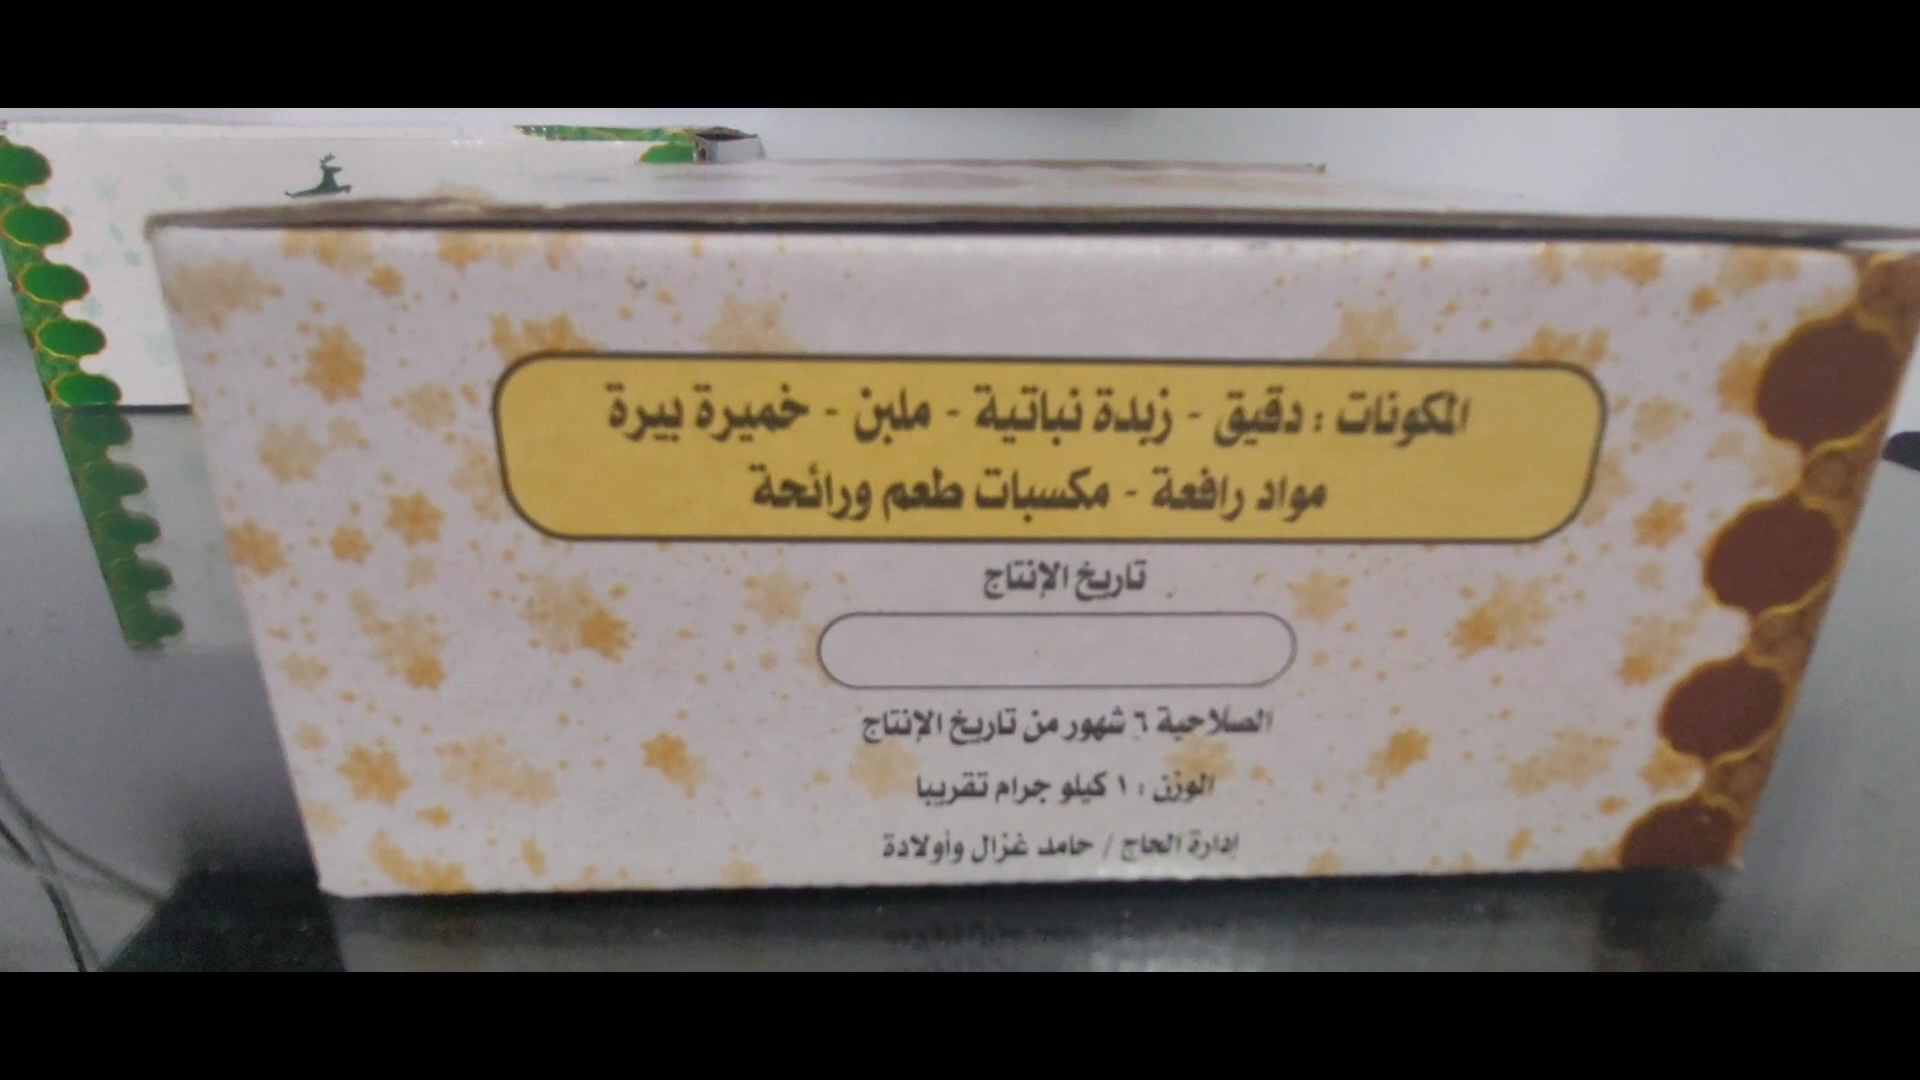 المكونات : دقيق - زبدة نباتية - ملبن - خميرة بيرة
مواد رافعة - مكسبات طعم ورائحة
تاريخ الإنتاج
الصلاحية ٦ شهور من تاريخ الإنتاج
الوزن : ١ كيلو جرام تقريبا
إدارة الحاج / حامد غزال وأولادة